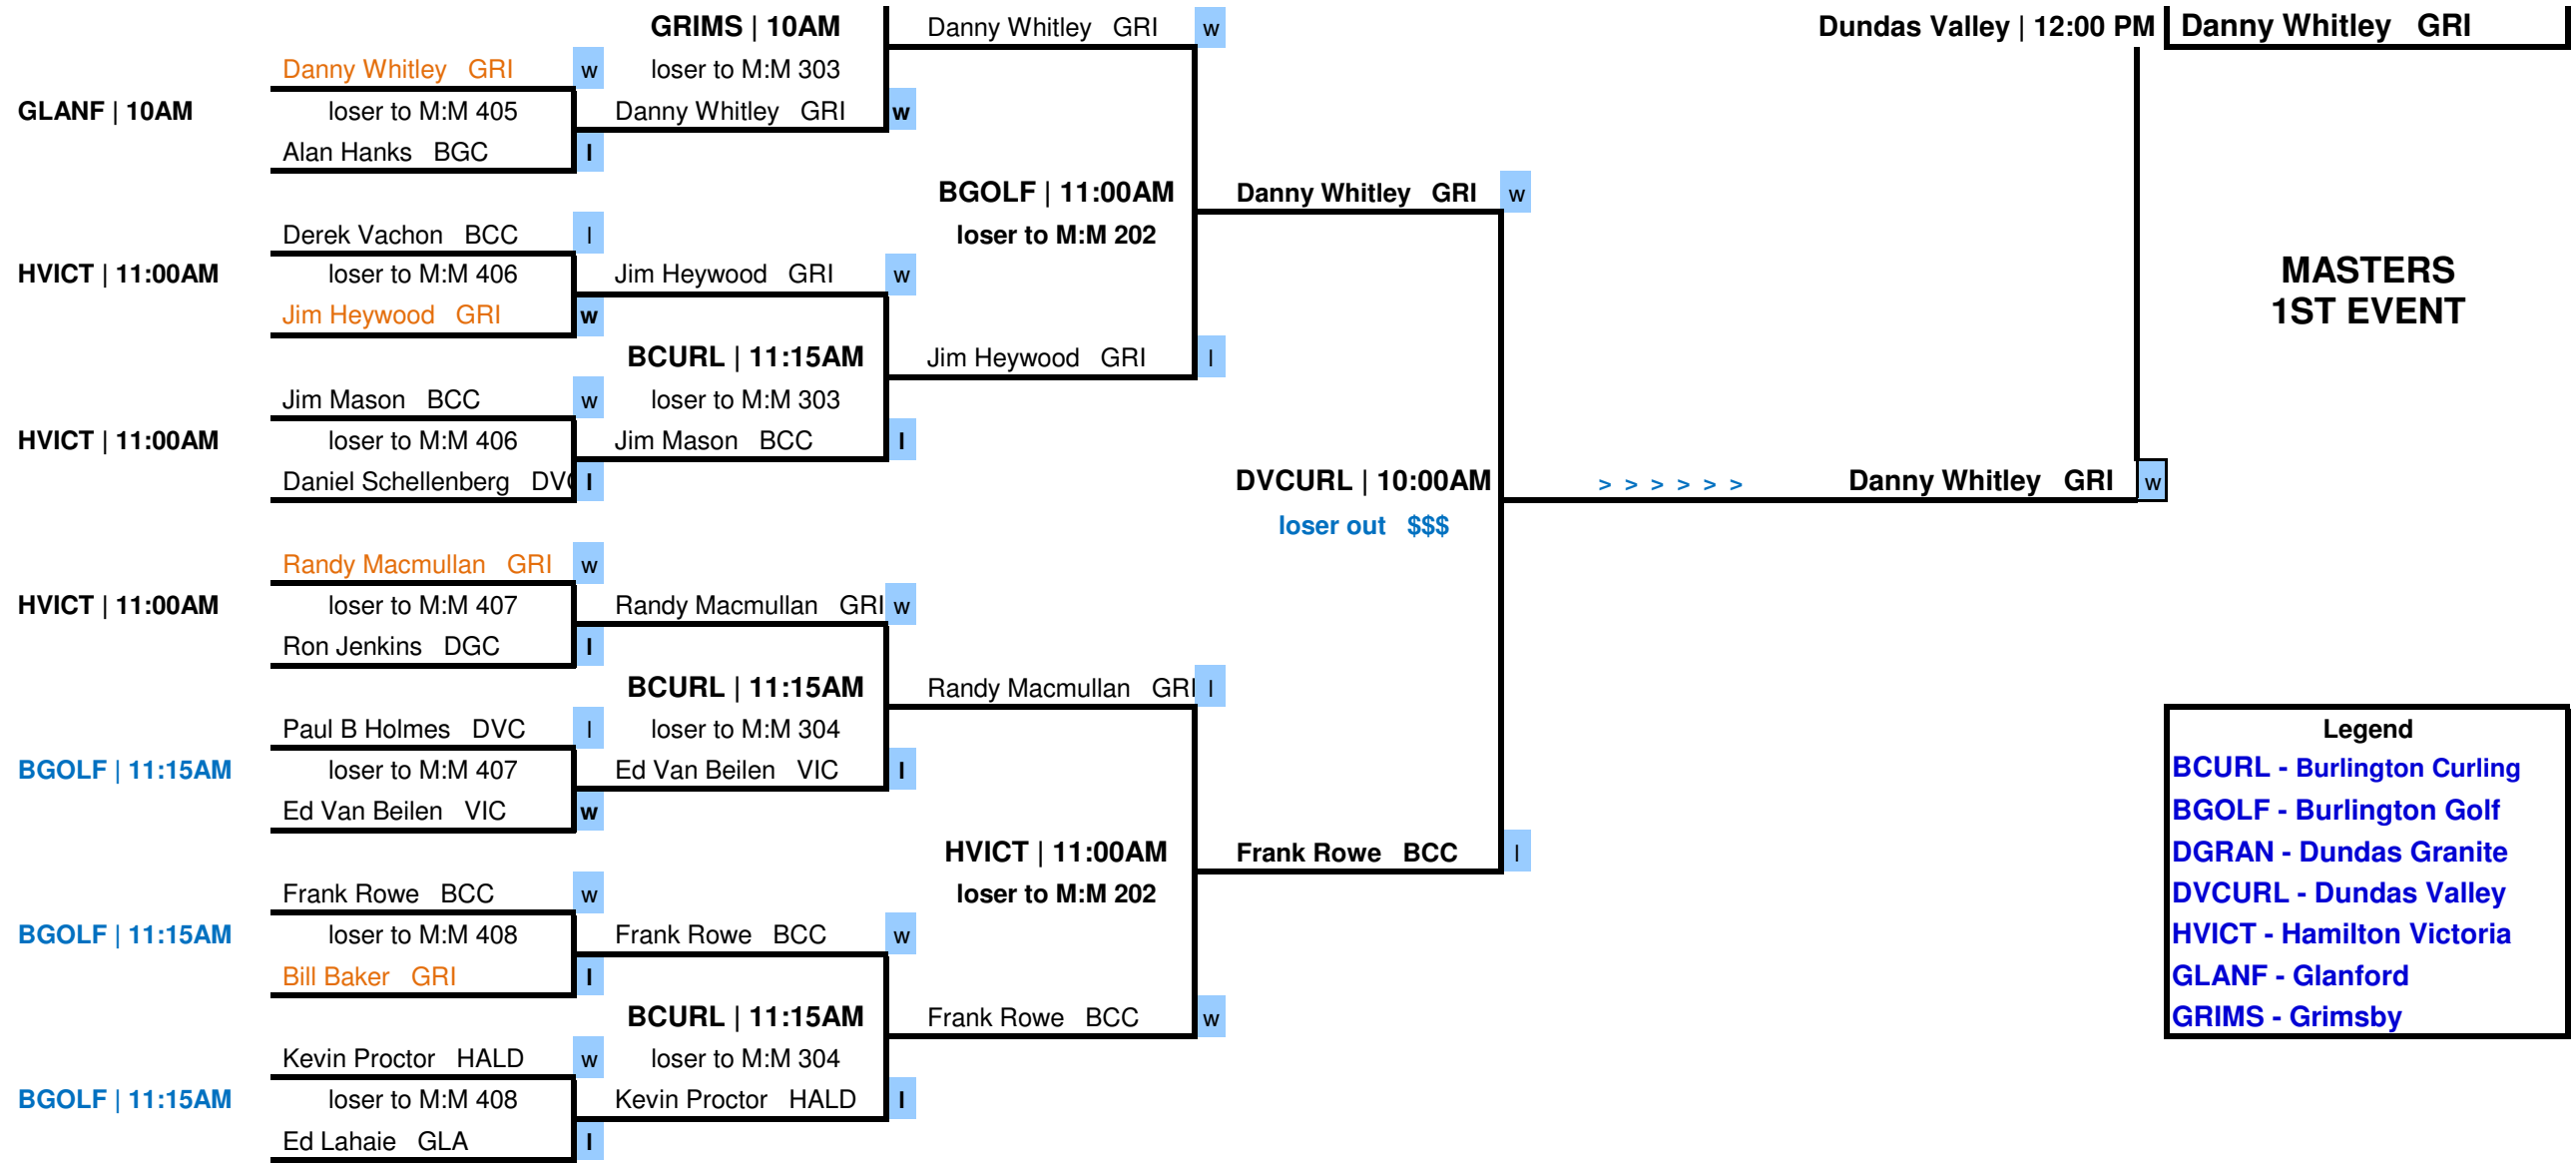 GRIMS | 10AM Danny Whitley GRI w Dundas Valley | 12:00 PM Danny Whitley GRI
Danny Whitley GRI w loser to M:M 303
GLANF | 10AM loser to M:M 405 Danny Whitley GRI w
Alan Hanks BGC l
BGOLF | 11:00AM Danny Whitley GRI w
Derek Vachon BCC l loser to M:M 202
HVICT | 11:00AM loser to M:M 406 Jim Heywood GRI w MASTERS
Jim Heywood GRI w 1ST EVENT
BCURL | 11:15AM Jim Heywood GRI l
Jim Mason BCC w loser to M:M 303
HVICT | 11:00AM loser to M:M 406 Jim Mason BCC l
Daniel Schellenberg DVC l DVCURL | 10:00AM > > > > > > Danny Whitley GRI w
loser out $$$
Randy Macmullan GRI w
HVICT | 11:00AM loser to M:M 407 Randy Macmullan GRI w
Ron Jenkins DGC l
BCURL | 11:15AM Randy Macmullan GRI l
Paul B Holmes DVC l loser to M:M 304 Legend
BGOLF | 11:15AM loser to M:M 407 Ed Van Beilen VIC l BCURL - Burlington Curling
Ed Van Beilen VIC w BGOLF - Burlington Golf
HVICT | 11:00AM Frank Rowe BCC l DGRAN - Dundas Granite
Frank Rowe BCC w loser to M:M 202 DVCURL - Dundas Valley
BGOLF | 11:15AM loser to M:M 408 Frank Rowe BCC w HVICT - Hamilton Victoria
Bill Baker GRI l GLANF - Glanford
BCURL | 11:15AM Frank Rowe BCC w GRIMS - Grimsby
Kevin Proctor HALD w loser to M:M 304
BGOLF | 11:15AM loser to M:M 408 Kevin Proctor HALD l
Ed Lahaie GLA l